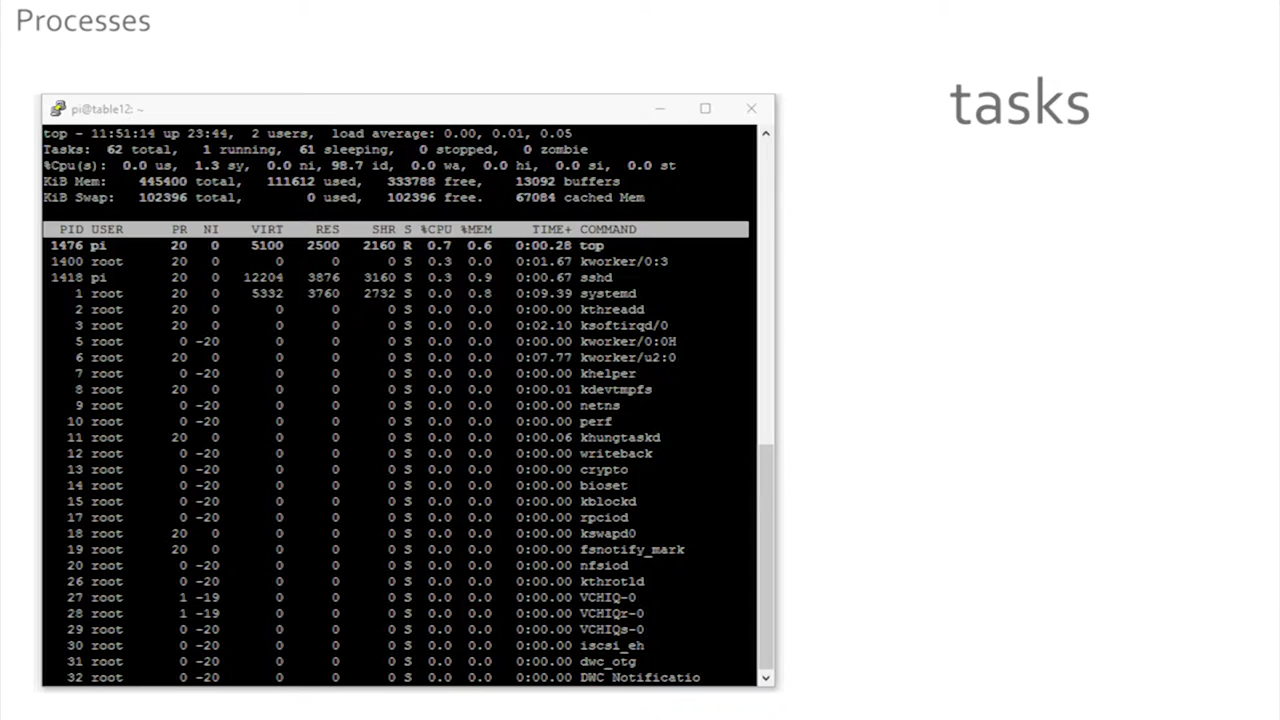 Processes
tasks
pi@table12: ~
top - 11:51:14 up 23:44, 2 users, load average: 0.00, 0.01, 0.05
Tasks: 62 total, 1 running, 61 sleeping, 0 stopped, 0 zombie
%Cpu(s): 0.0 us, 1.3 sy, 0.0 ni, 98.7 id, 0.0 wa, 0.0 hi, 0.0 si, 0.0 st
KiB Mem: 445400 total, 111612 used, 333788 free, 13092 buffers
KiB Swap: 102396 total, 0 used, 102396 free. 67084 cached Mem
PID USER PR NI VIRT RES SHR S %CPU %MEM TIME+ COMMAND
1476 pi 20 0 5100 2500 2160 R 0.7 0.6 0:00.28 top
1400 root 20 0 0 0 0 S 0.3 0.0 0:01.67 kworker/0:3
1418 pi 20 0 12204 3876 3160 S 0.3 0.9 0:00.67 sshd
1 root 20 0 5332 3760 2732 S 0.0 0.8 0:09.39 systemd
2 root 20 0 0 0 0 S 0.0 0.0 0:00.00 kthreadd
3 root 20 0 0 0 0 S 0.0 0.0 0:02.10 ksoftirqd/0
5 root 0 -20 0 0 0 S 0.0 0.0 0:00.00 kworker/0:0H
6 root 20 0 0 0 0 S 0.0 0.0 0:07.77 kworker/u2:0
7 root 0 -20 0 0 0 S 0.0 0.0 0:00.00 khelper
8 root 20 0 0 0 0 S 0.0 0.0 0:00.01 kdevtmpfs
9 root 0 -20 0 0 0 S 0.0 0.0 0:00.00 netns
10 root 0 -20 0 0 0 S 0.0 0.0 0:00.00 perf
11 root 20 0 0 0 0 S 0.0 0.0 0:00.06 khungtaskd
12 root 0 -20 0 0 0 S 0.0 0.0 0:00.00 writeback
13 root 0 -20 0 0 0 S 0.0 0.0 0:00.00 crypto
14 root 0 -20 0 0 0 S 0.0 0.0 0:00.00 bioset
15 root 0 -20 0 0 0 S 0.0 0.0 0:00.00 kblockd
17 root 0 -20 0 0 0 S 0.0 0.0 0:00.00 rpciod
18 root 20 0 0 0 0 S 0.0 0.0 0:00.00 kswapd0
19 root 20 0 0 0 0 S 0.0 0.0 0:00.00 fsnotify_mark
20 root 0 -20 0 0 0 S 0.0 0.0 0:00.00 nfsiod
26 root 0 -20 0 0 0 S 0.0 0.0 0:00.00 kthrotld
27 root 1 -19 0 0 0 S 0.0 0.0 0:00.00 VCHIQ-0
28 root 1 -19 0 0 0 S 0.0 0.0 0:00.00 VCHIQr-0
29 root 0 -20 0 0 0 S 0.0 0.0 0:00.00 VCHIQs-0
30 root 0 -20 0 0 0 S 0.0 0.0 0:00.00 iscsi_eh
31 root 0 -20 0 0 0 S 0.0 0.0 0:00.00 dwc_otg
32 root 0 -20 0 0 0 S 0.0 0.0 0:00.00 DWC Notificatio